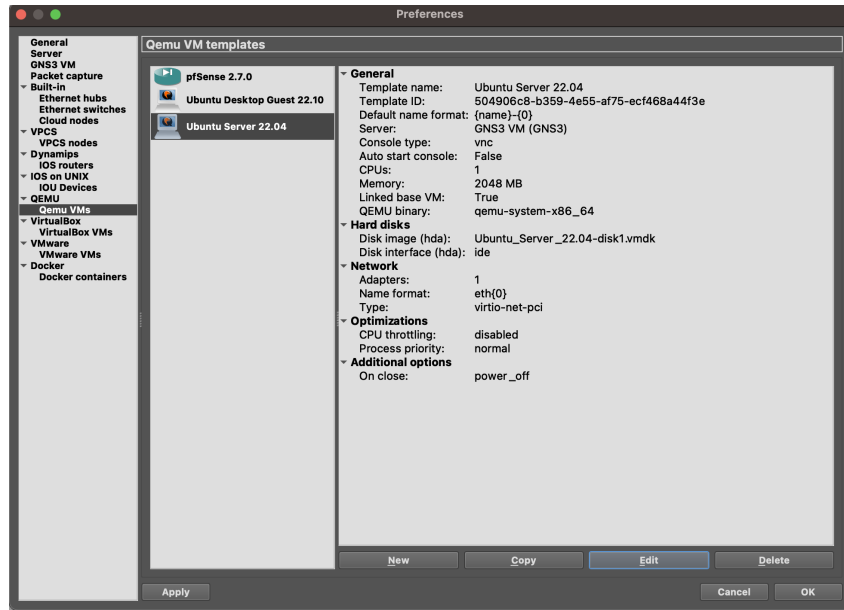 Preferences
General
Server
GNS3 VM
Packet capture
Built-in
Ethernet hubs
Ethernet switches
Cloud nodes
VPCS
VPCS nodes
Dynamips
IOS routers
IOS on UNIX
IOU Devices
QEMU
Qemu VMs
VirtualBox
VirtualBox VMs
VMware
VMware VMs
Docker
Docker containers
Qemu VM templates
pfSense 2.7.0
Ubuntu Desktop Guest 22.10
Ubuntu Server 22.04
General
Template name: Ubuntu Server 22.04
Template ID: 504906c8-b359-4e55-af75-ecf468a44f3e
Default name format: {name}-{0}
Server: GNS3 VM (GNS3)
Console type: vnc
Auto start console: False
CPUs: 1
Memory: 2048 MB
Linked base VM: True
QEMU binary: qemu-system-x86_64
Hard disks
Disk image (hda): Ubuntu_Server_22.04-disk1.vmdk
Disk interface (hda): ide
Network
Adapters: 1
Name format: eth{0}
Type: virtio-net-pci
Optimizations
CPU throttling: disabled
Process priority: normal
Additional options
On close: power_off
New Copy Edit Delete
Apply Cancel OK